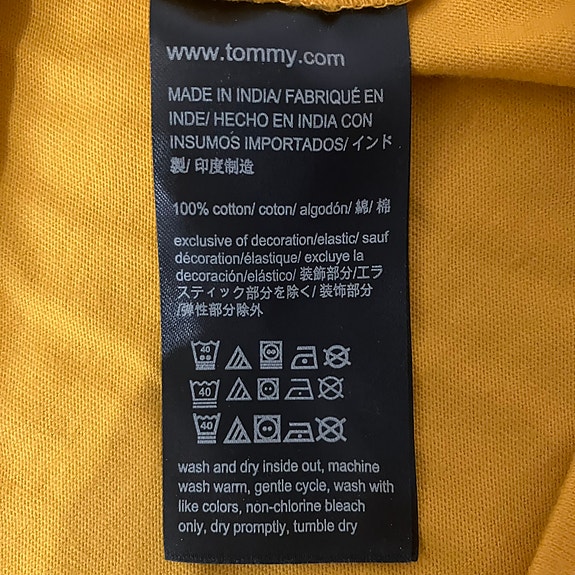 www.tommy.com
MADE IN INDIA/ FABRIQUÉ EN
INDE/ HECHO EN INDIA CON
INSUMOS IMPORTADOS/ インド
製/ 印度制造
100% cotton/ coton/ algodón/ 綿/ 棉
exclusive of decoration/elastic/ sauf
décoration/élastique/ excluye la
decoración/elástico/ 装飾部分/エラ
スティック部分を除く/ 装饰部分
/弹性部分除外
40
40
40
wash and dry inside out, machine
wash warm, gentle cycle, wash with
like colors, non-chlorine bleach
only, dry promptly, tumble dry